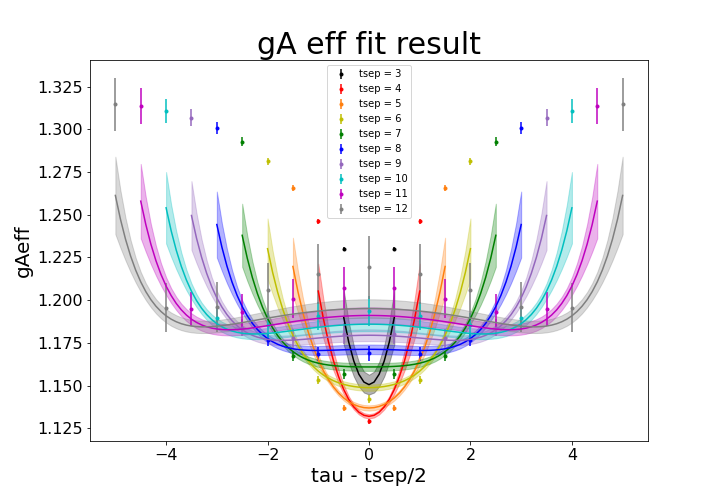 gA eff fit result
tsep = 3
tsep = 4
tsep = 5
tsep = 6
tsep = 7
tsep = 8
tsep = 9
tsep = 10
tsep = 11
tsep = 12
gAeff
1.325
1.300
1.275
1.250
1.225
1.200
1.175
1.150
1.125
−4 −2 0 2 4
tau - tsep/2